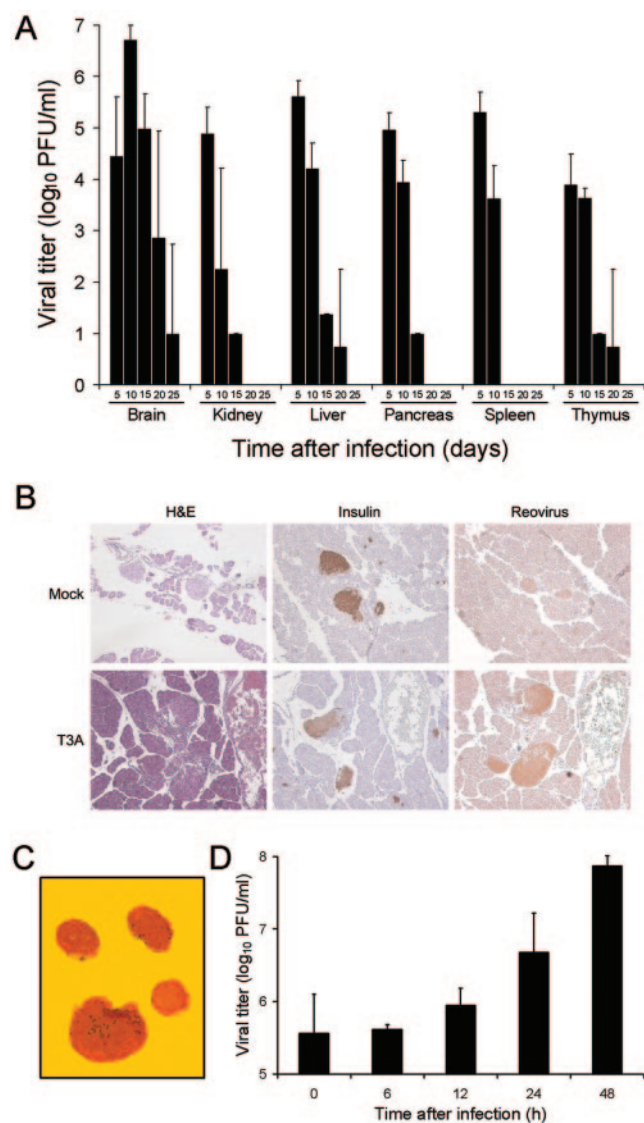 A
Viral titer (log10 PFU/ml)
7
6
5
4
3
2
1
0
5 10 15 20 25 5 10 15 20 25 5 10 15 20 25 5 10 15 20 25 5 10 15 20 25 5 10 15 20 25
Brain Kidney Liver Pancreas Spleen Thymus
Time after infection (days)
B
H&E Insulin Reovirus
Mock
T3A
C
D
Viral titer (log10 PFU/ml)
8
7
6
5
0 6 12 24 48
Time after infection (h)